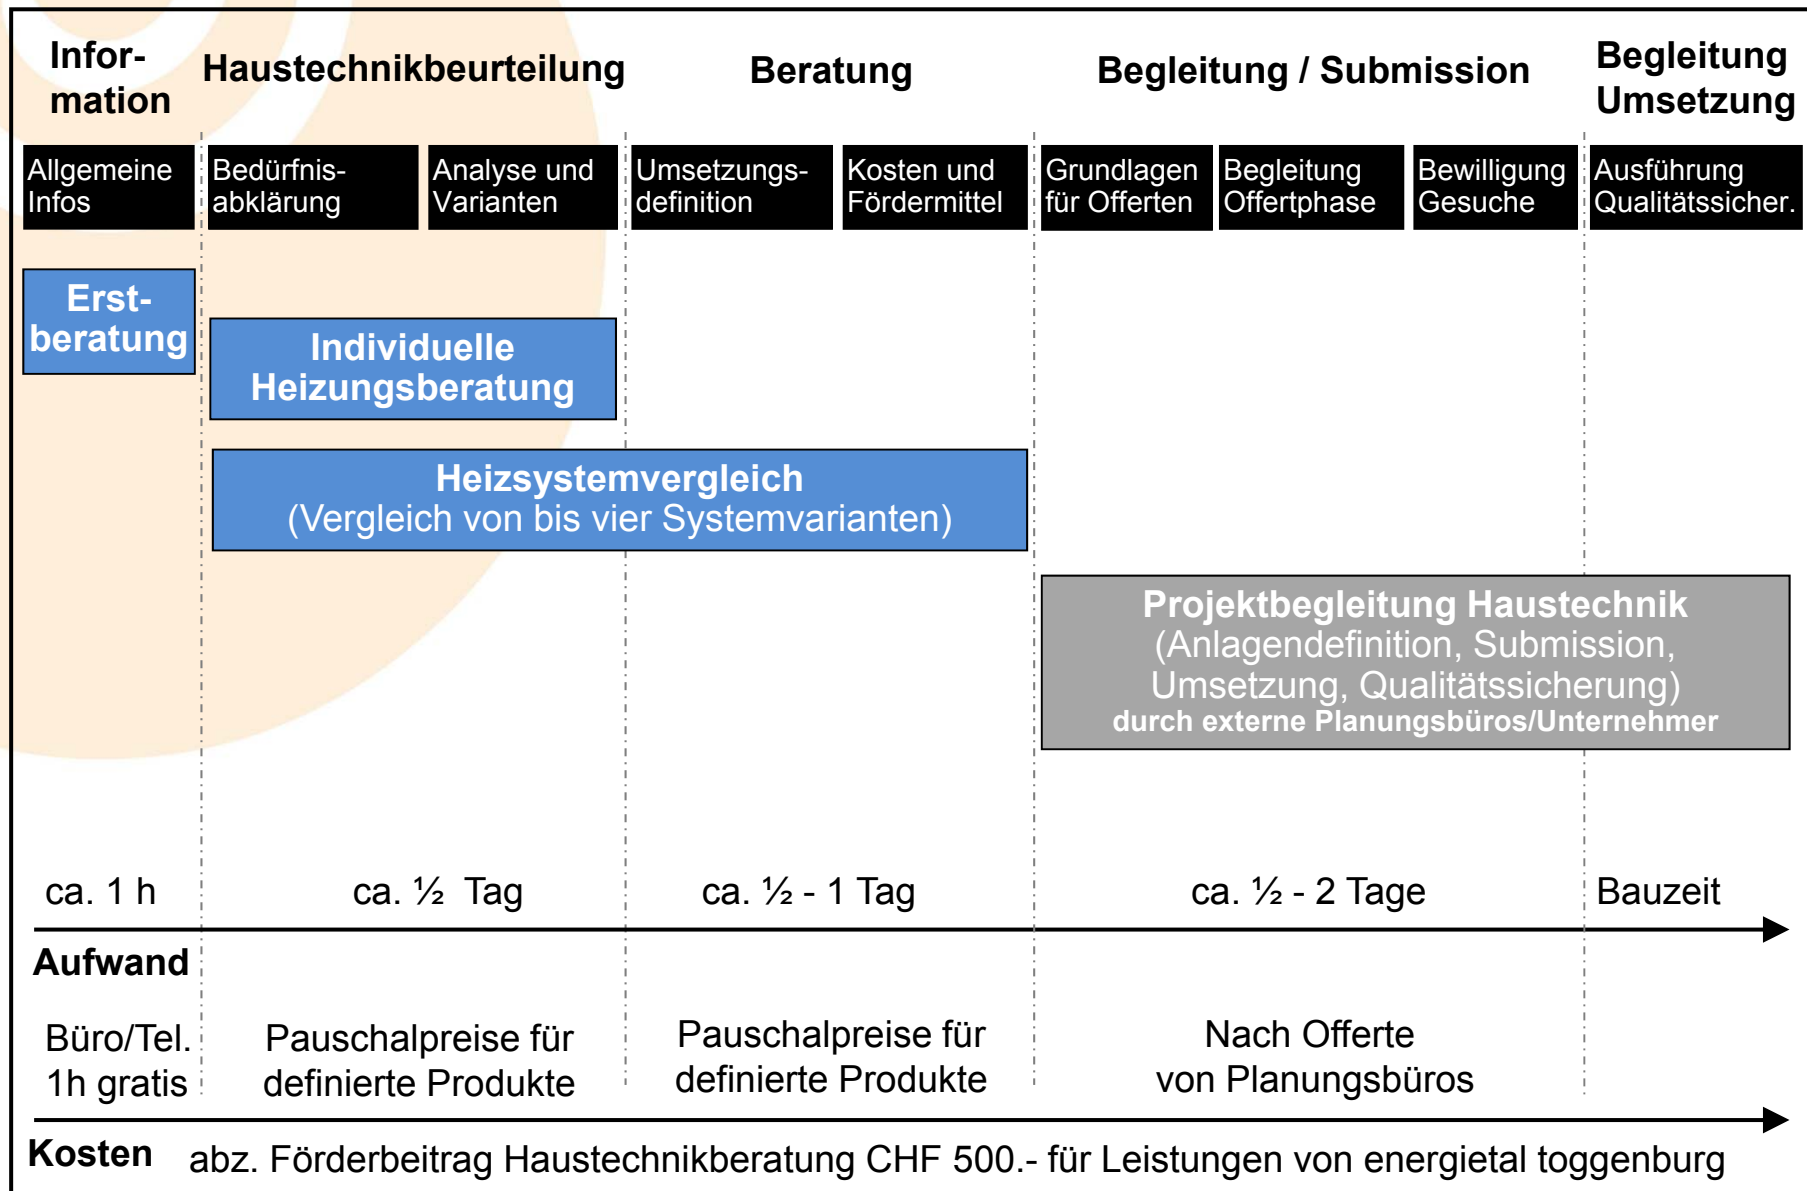 Infor-
mation
Haustechnikbeurteilung
Beratung
Begleitung / Submission
Begleitung
Umsetzung
Allgemeine
Infos
Bedürfnis-
abklärung
Analyse und
Varianten
Umsetzungs-
definition
Kosten und
Fördermittel
Grundlagen
für Offerten
Begleitung
Offertphase
Bewilligung
Gesuche
Ausführung
Qualitätssicher.
Erst-
beratung
Individuelle
Heizungsberatung
Heizsystemvergleich
(Vergleich von bis vier Systemvarianten)
Projektbegleitung Haustechnik
(Anlagendefinition, Submission,
Umsetzung, Qualitätssicherung)
durch externe Planungsbüros/Unternehmer
ca. 1 h
ca. ½ Tag
ca. ½ - 1 Tag
ca. ½ - 2 Tage
Bauzeit
Aufwand
Büro/Tel.
1h gratis
Pauschalpreise für
definierte Produkte
Pauschalpreise für
definierte Produkte
Nach Offerte
von Planungsbüros
Kosten
abz. Förderbeitrag Haustechnikberatung CHF 500.- für Leistungen von energietal toggenburg